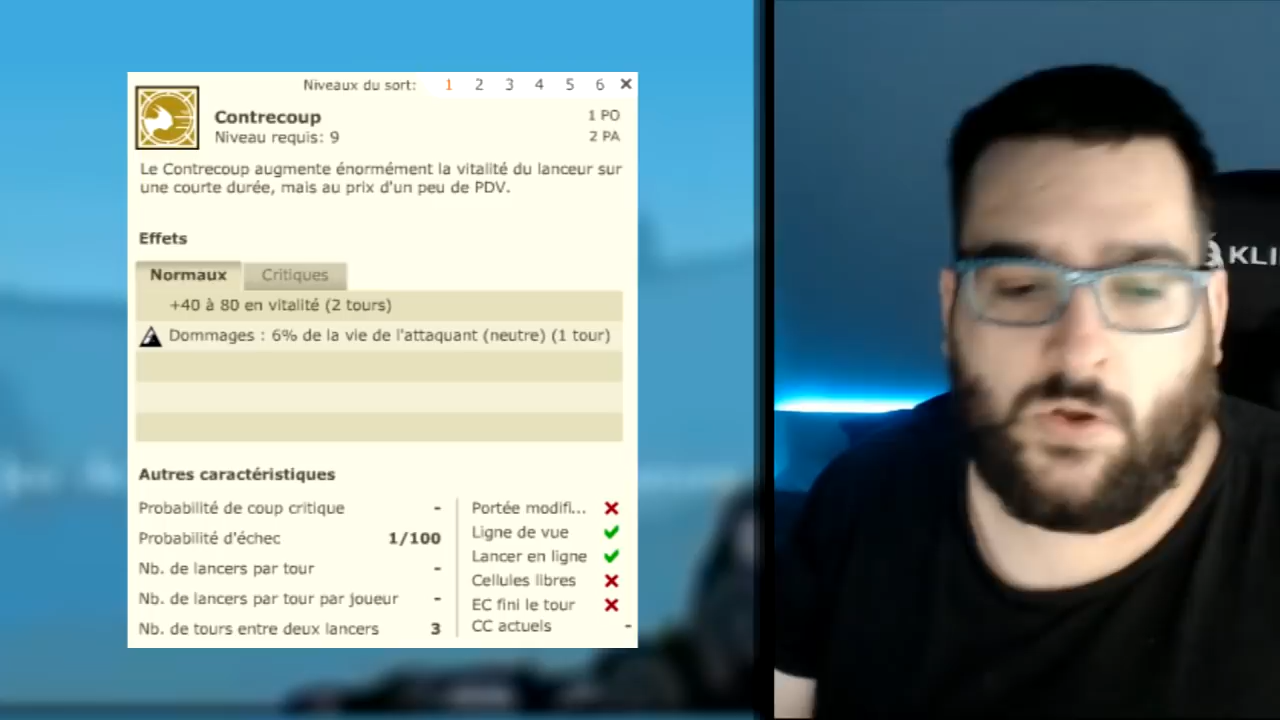 Niveaux du sort: 1 2 3 4 5 6 ×
Contrecoup 1 PO
Niveau requis: 9 2 PA
Le Contrecoup augmente énormément la vitalité du lanceur sur
une courte durée, mais au prix d'un peu de PDV.
Effets
Normaux Critiques
+40 à 80 en vitalité (2 tours)
Dommages : 6% de la vie de l'attaquant (neutre) (1 tour)
Autres caractéristiques
Probabilité de coup critique -
Probabilité d'échec 1/100
Nb. de lancers par tour -
Nb. de lancers par tour par joueur -
Nb. de tours entre deux lancers 3
Portée modifi...
Ligne de vue
Lancer en ligne
Cellules libres
EC fini le tour
CC actuels -